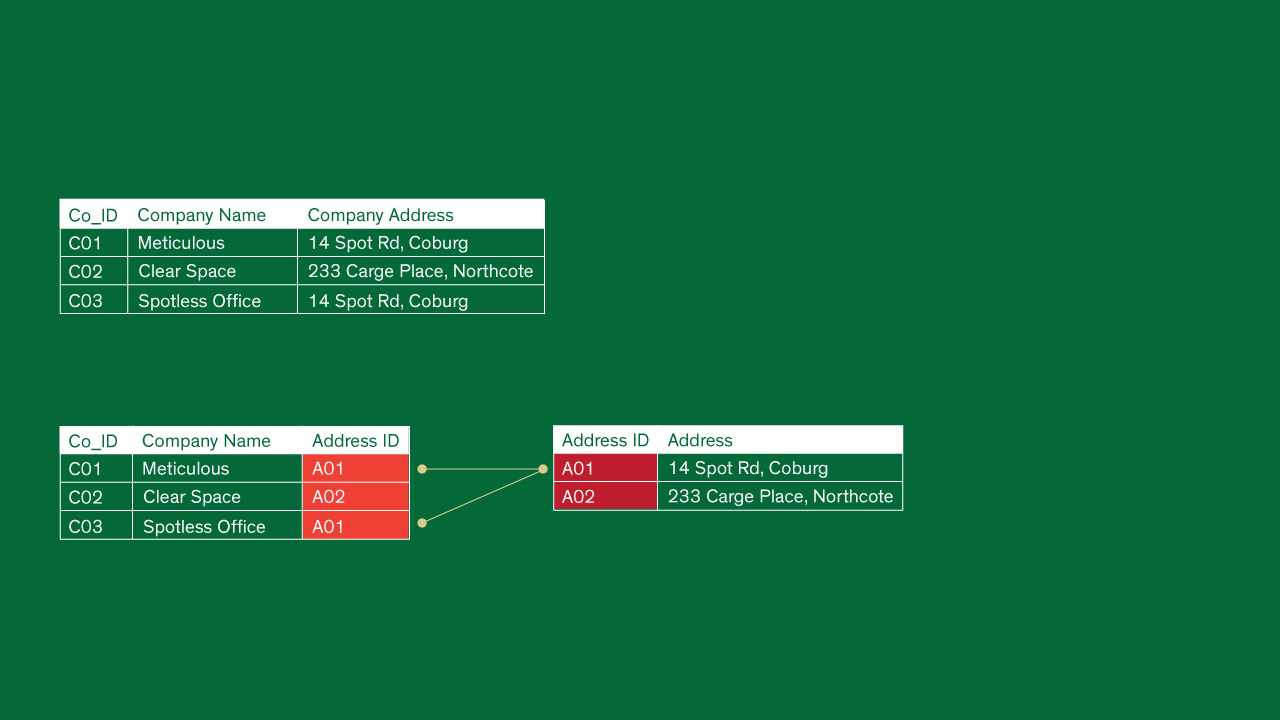 Co_ID Company Name Company Address
C01 Meticulous 14 Spot Rd, Coburg
C02 Clear Space 233 Carge Place, Northcote
C03 Spotless Office 14 Spot Rd, Coburg
Co_ID Company Name Address ID
C01 Meticulous A01
C02 Clear Space A02
C03 Spotless Office A01
Address ID Address
A01 14 Spot Rd, Coburg
A02 233 Carge Place, Northcote